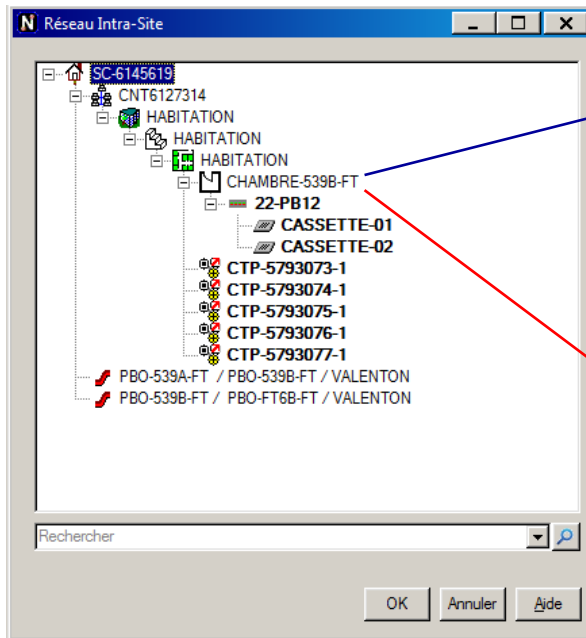 N Réseau Intra-Site
SC-6145619
CNT6127314
HABITATION
HABITATION
HABITATION
CHAMBRE-539B-FT
22-PB12
CASSETTE-01
CASSETTE-02
CTP-5793073-1
CTP-5793074-1
CTP-5793075-1
CTP-5793076-1
CTP-5793077-1
PBO-539A-FT / PBO-539B-FT / VALENTON
PBO-539B-FT / PBO-FT6B-FT / VALENTON
Rechercher
OK Annuler Aide